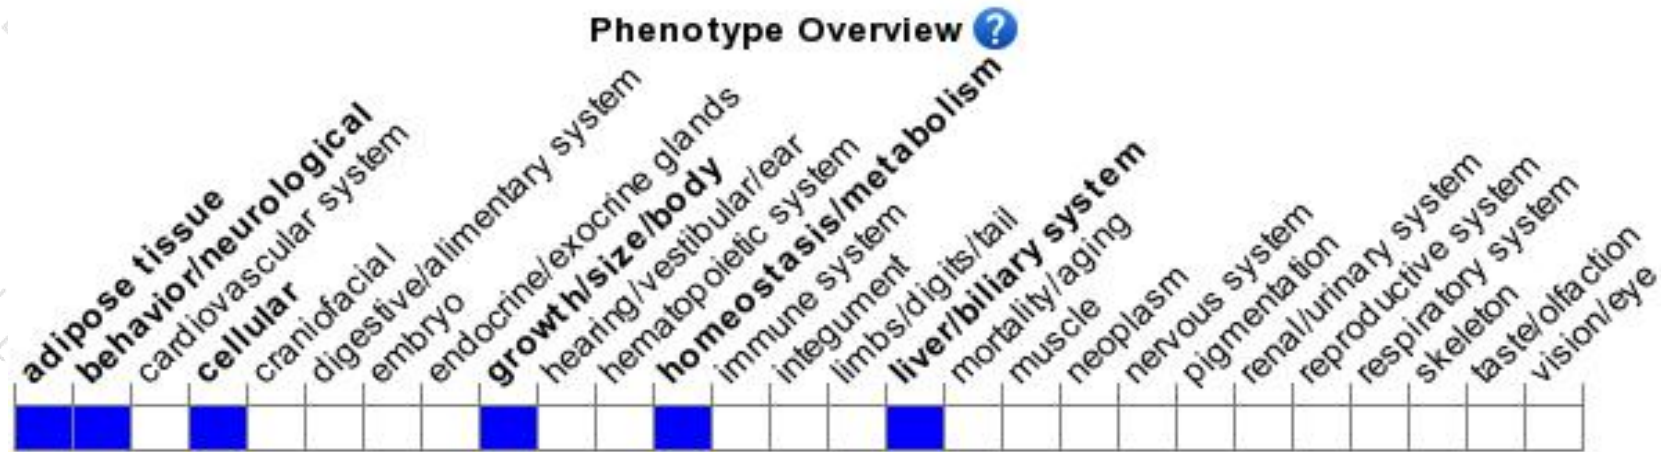 Phenotype Overview ?
adipose tissue
behavior/neurological
cardiovascular system
cellular
craniofacial
digestive/alimentary system
embryo
endocrine/exocrine glands
growth/size/body
hearing/vestibular/ear
hematopoietic system
homeostasis/metabolism
immune system
integument
limbs/digits/tail
liver/biliary system
mortality/aging
muscle
neoplasm
nervous system
pigmentation
renal/urinary system
reproductive system
respiratory system
skeleton
taste/olfaction
vision/eye